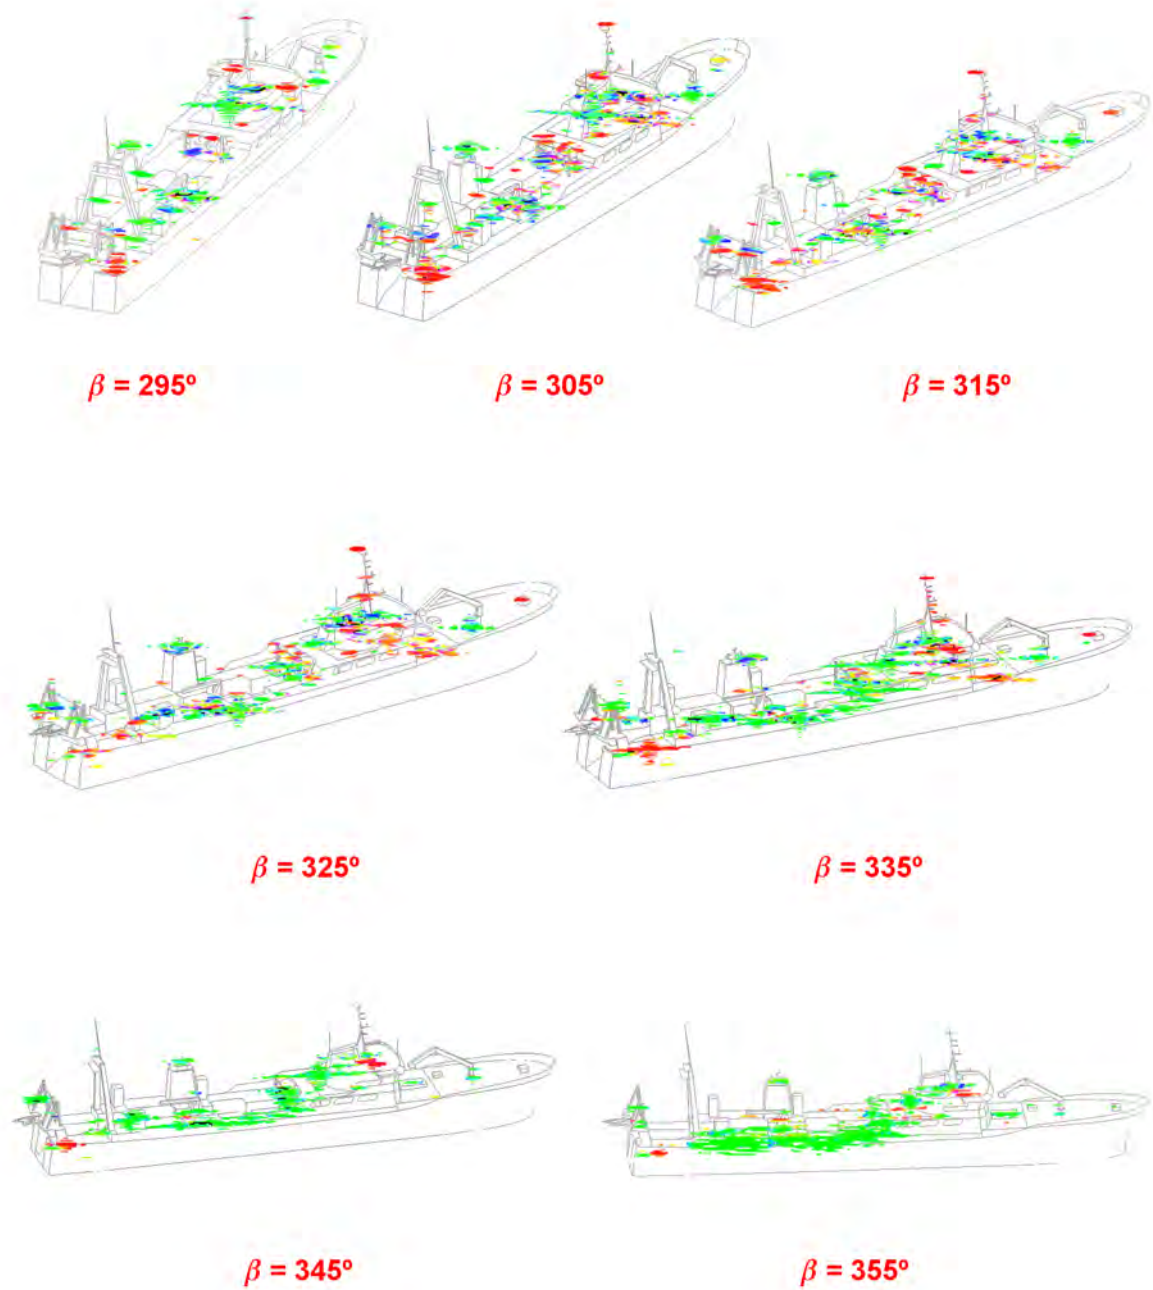 β = 295º
β = 305º
β = 315º
β = 325º
β = 335º
β = 345º
β = 355º